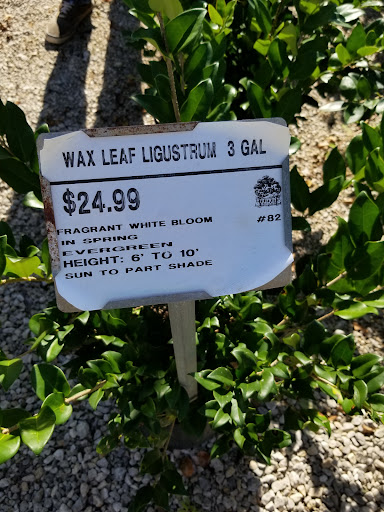 WAX LEAF LIGUSTRUM 3 GAL
$24.99
#82
FRAGRANT WHITE BLOOM
IN SPRING
EVERGREEN
HEIGHT: 6' TO 10'
SUN TO PART SHADE